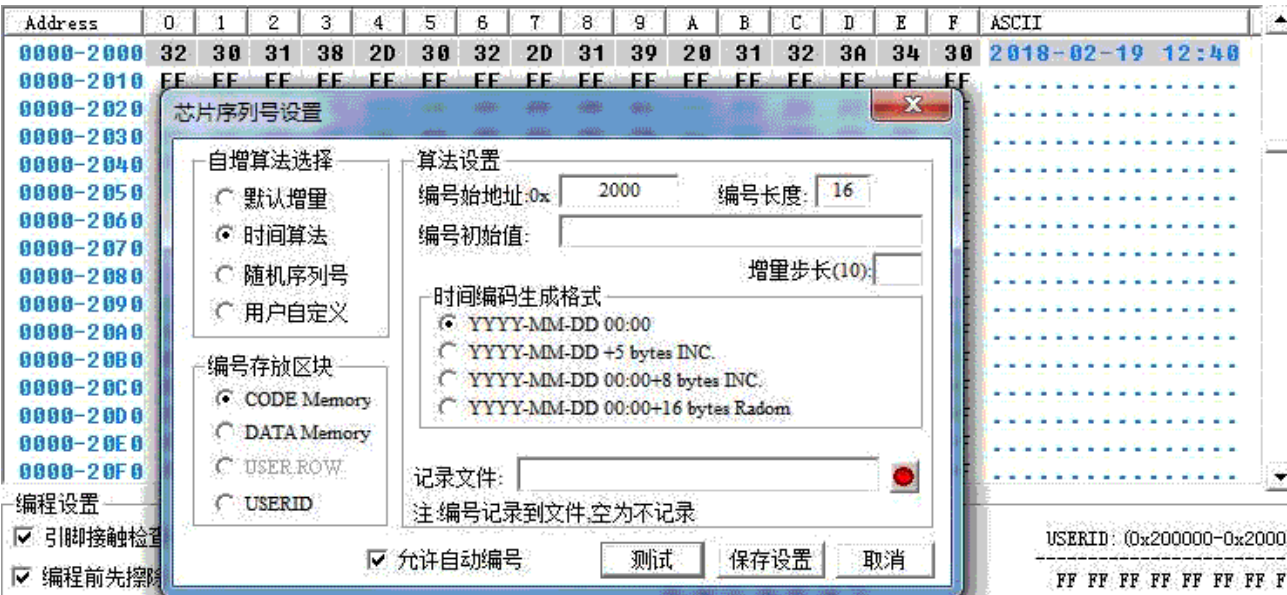 Address 0 1 2 3 4 5 6 7 8 9 A B C D E F ASCII
0000-2000 32 30 31 38 2D 30 32 2D 31 39 20 31 32 3A 34 30 2018-02-19 12:40
0000-2010 FF FF FF FF FF FF FF FF FF FF FF FF FF FF FF FF ................
0000-2020 ................
0000-2030 ................
0000-2040 ................
0000-2050 ................
0000-2060 ................
0000-2070 ................
0000-2080 ................
0000-2090 ................
0000-20A0 ................
0000-20B0 ................
0000-20C0 ................
0000-20D0 ................
0000-20E0 ................
0000-20F0 ................
芯片序列号设置
自增算法选择
默认增量
时间算法
随机序列号
用户自定义
编号存放区块
CODE Memory
DATA Memory
USER ROW
USERID
算法设置
编号始地址:0x 2000 编号长度: 16
编号初始值:
增量步长(10):
时间编码生成格式
YYYY-MM-DD 00:00
YYYY-MM-DD +5 bytes INC.
YYYY-MM-DD 00:00+8 bytes INC.
YYYY-MM-DD 00:00+16 bytes Radom
记录文件:
注:编号记录到文件,空为不记录
允许自动编号 测试 保存设置 取消
编程设置
引脚接触检查
编程前先擦除
USERID: (0x200000-0x2000
FF FF FF FF FF FF FF F